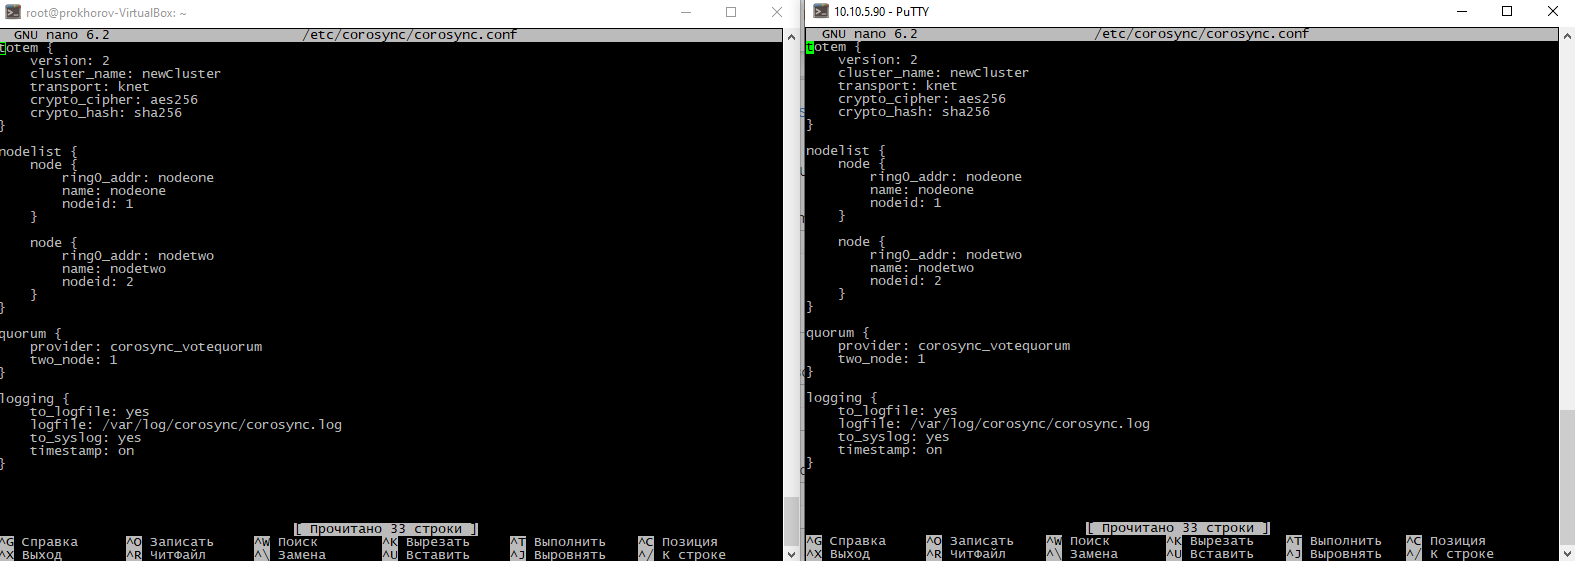 root@prokhorov-VirtualBox: ~
GNU nano 6.2 /etc/corosync/corosync.conf
totem {
version: 2
cluster_name: newCluster
transport: knet
crypto_cipher: aes256
crypto_hash: sha256
}
nodelist {
node {
ring0_addr: nodeone
name: nodeone
nodeid: 1
}
node {
ring0_addr: nodetwo
name: nodetwo
nodeid: 2
}
}
quorum {
provider: corosync_votequorum
two_node: 1
}
logging {
to_logfile: yes
logfile: /var/log/corosync/corosync.log
to_syslog: yes
timestamp: on
}
[ Прочитано 33 строки ]
^G Справка ^O Записать ^W Поиск ^K Вырезать ^T Выполнить ^C Позиция
^X Выход ^R ЧитФайл ^\ Замена ^U Вставить ^J Выровнять ^/ К строке
10.10.5.90 - PuTTY
GNU nano 6.2 /etc/corosync/corosync.conf
totem {
version: 2
cluster_name: newCluster
transport: knet
crypto_cipher: aes256
crypto_hash: sha256
}
nodelist {
node {
ring0_addr: nodeone
name: nodeone
nodeid: 1
}
node {
ring0_addr: nodetwo
name: nodetwo
nodeid: 2
}
}
quorum {
provider: corosync_votequorum
two_node: 1
}
logging {
to_logfile: yes
logfile: /var/log/corosync/corosync.log
to_syslog: yes
timestamp: on
}
[ Прочитано 33 строки ]
^G Справка ^O Записать ^W Поиск ^K Вырезать ^T Выполнить ^C Позиция
^X Выход ^R ЧитФайл ^\ Замена ^U Вставить ^J Выровнять ^/ К строке